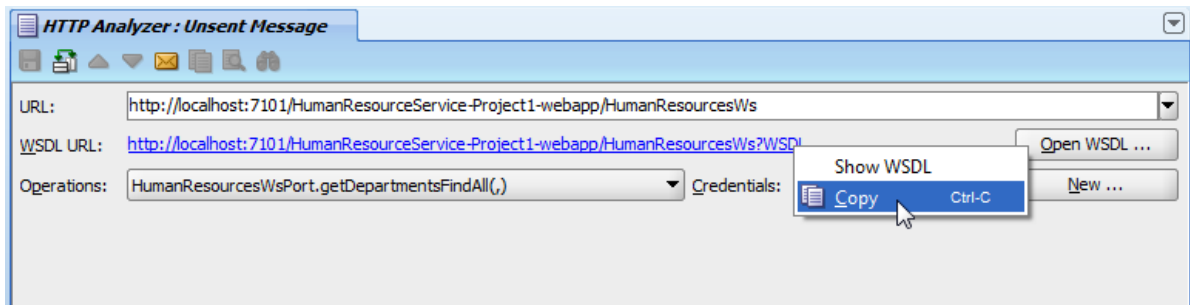 HTTP Analyzer : Unsent Message
URL: http://localhost:7101/HumanResourceService-Project1-webapp/HumanResourcesWs
WSDL URL: http://localhost:7101/HumanResourceService-Project1-webapp/HumanResourcesWs?WSDL Open WSDL ...
Show WSDL
Operations: HumanResourcesWsPort.getDepartmentsFindAll(,) Credentials: Copy Ctrl-C New ...